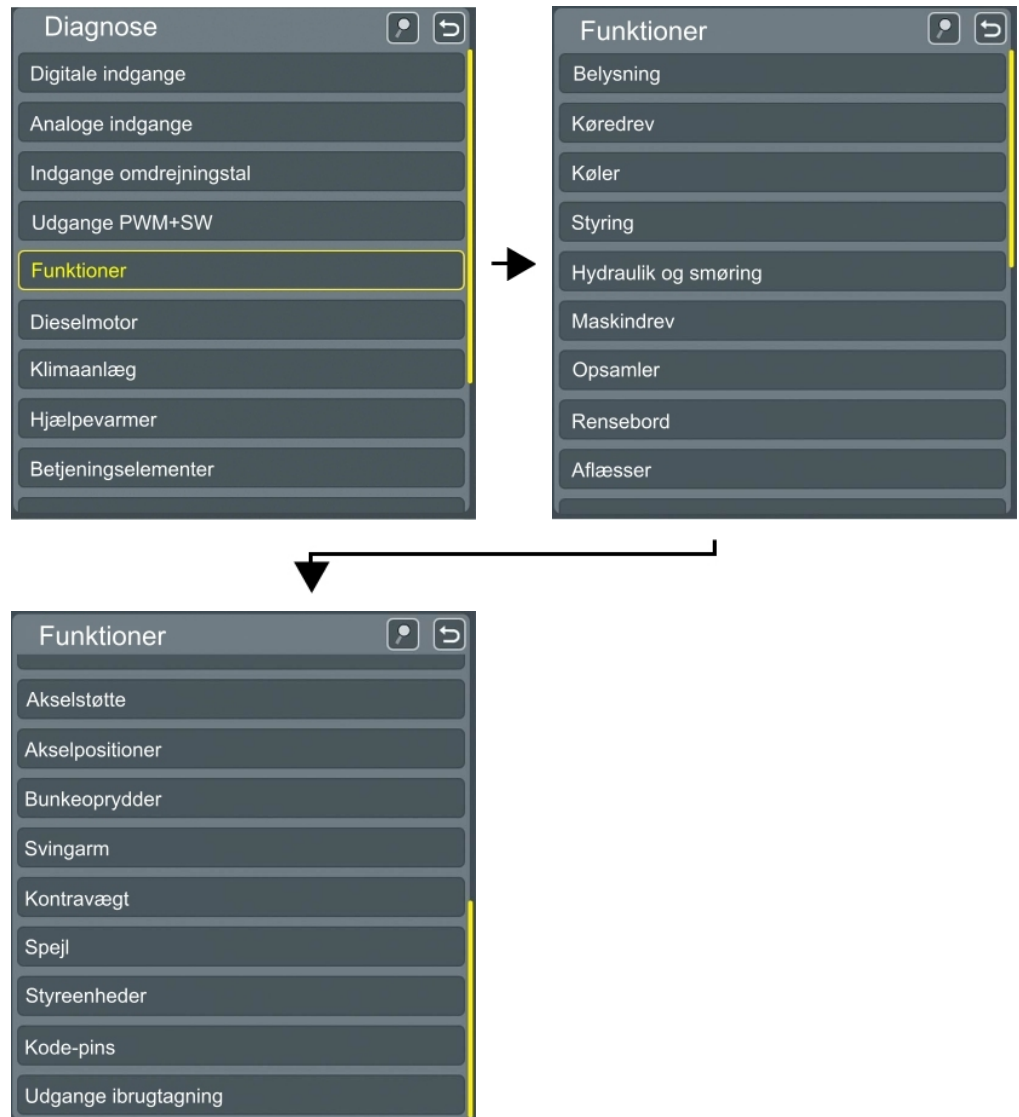 Diagnose
Digitale indgange
Analoge indgange
Indgange omdrejningstal
Udgange PWM+SW
Funktioner
Dieselmotor
Klimaanlæg
Hjælpevarmer
Betjeningselementer
Funktioner
Belysning
Køredrev
Køler
Styring
Hydraulik og smøring
Maskindrev
Opsamler
Rensebord
Aflæsser
Funktioner
Akselstøtte
Akselpositioner
Bunkeoprydder
Svingarm
Kontravægt
Spejl
Styreenheder
Kode-pins
Udgange ibrugtagning